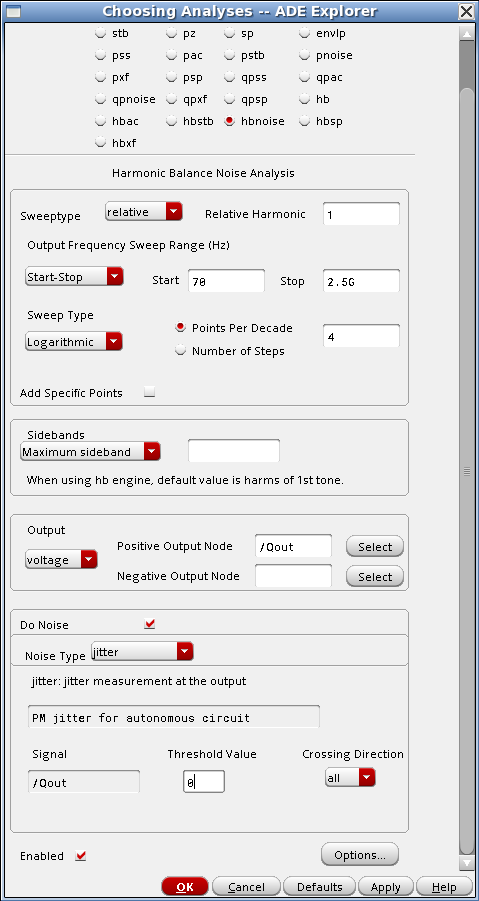 Choosing Analyses -- ADE Explorer
stb pz sp envlp
pss pac pstb pnoise
pxf psp qpss qpac
qpnoise qpxf qpsp hb
hbac hbstb hbnoise hbsp
hbxf
Harmonic Balance Noise Analysis
Sweeptype relative Relative Harmonic 1
Output Frequency Sweep Range (Hz)
Start-Stop Start 70 Stop 2.5G
Sweep Type
Points Per Decade
Logarithmic 4
Number of Steps
Add Specific Points
Sidebands
Maximum sideband
When using hb engine, default value is harms of 1st tone.
Output
Positive Output Node /Qout Select
voltage
Negative Output Node Select
Do Noise
Noise Type jitter
jitter: jitter measurement at the output
PM jitter for autonomous circuit
Signal Threshold Value Crossing Direction
/Qout 0 all
Enabled Options...
OK Cancel Defaults Apply Help